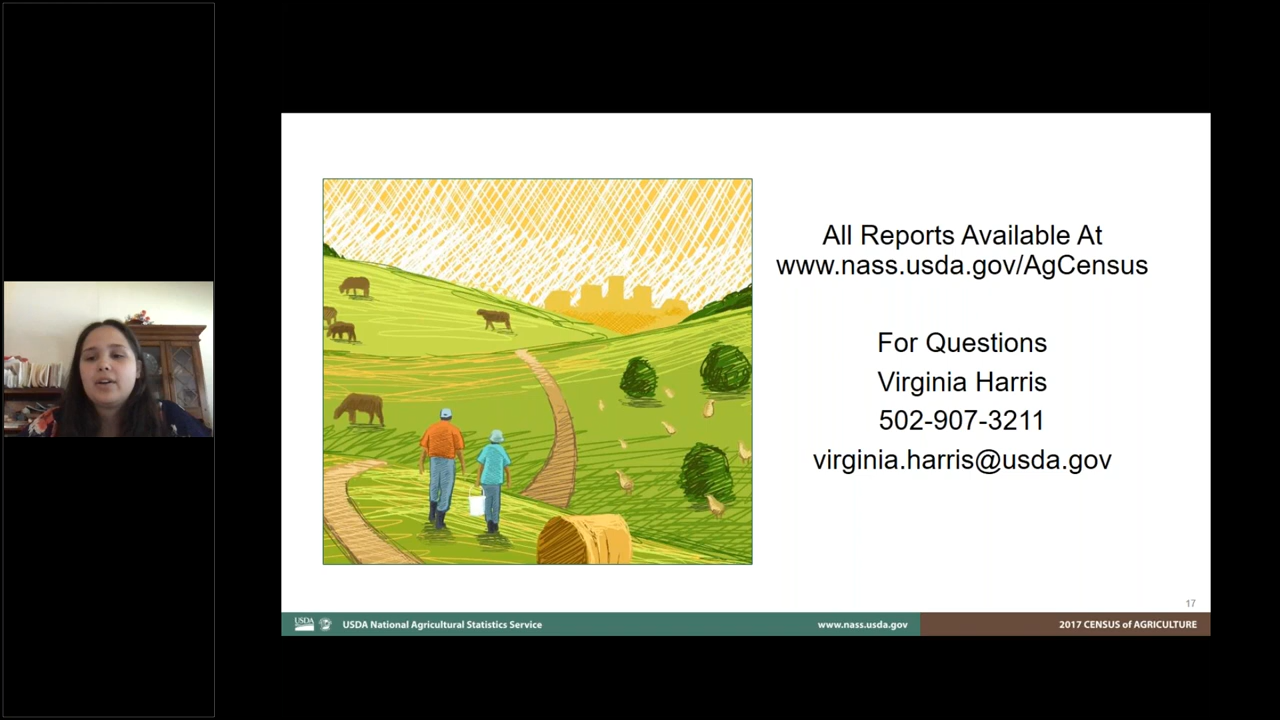 All Reports Available At
www.nass.usda.gov/AgCensus
For Questions
Virginia Harris
502-907-3211
virginia.harris@usda.gov
17
USDA
USDA National Agricultural Statistics Service
www.nass.usda.gov
2017 CENSUS of AGRICULTURE